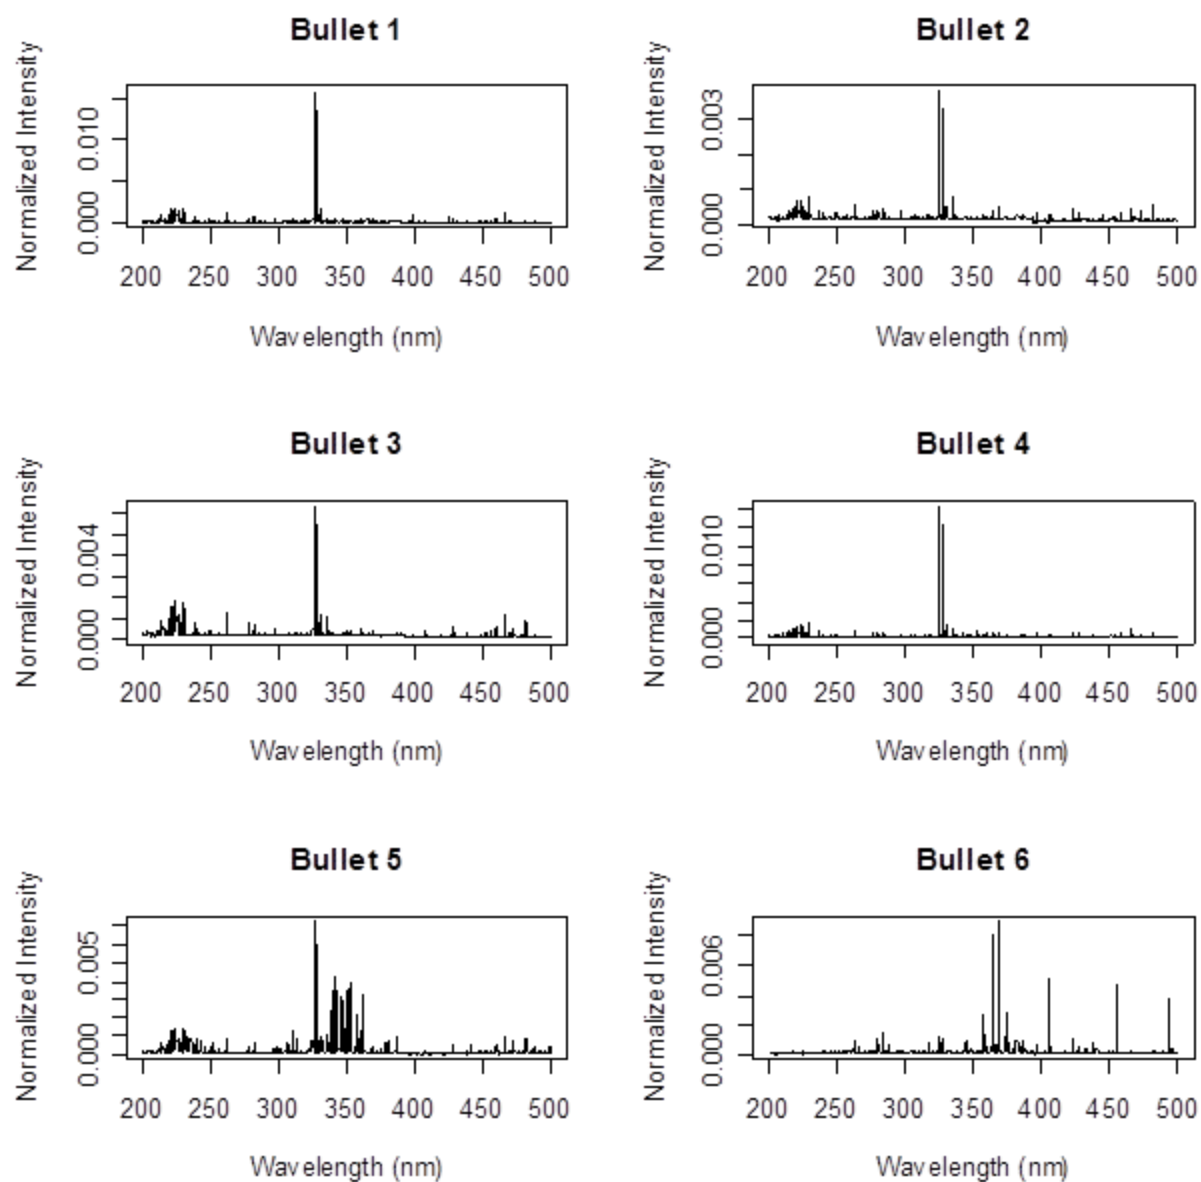 Bullet 1
Normalized Intensity
0.010
0.000
200 250 300 350 400 450 500
Wavelength (nm)
Bullet 2
Normalized Intensity
0.003
0.000
200 250 300 350 400 450 500
Wavelength (nm)
Bullet 3
Normalized Intensity
0.004
0.000
200 250 300 350 400 450 500
Wavelength (nm)
Bullet 4
Normalized Intensity
0.010
0.000
200 250 300 350 400 450 500
Wavelength (nm)
Bullet 5
Normalized Intensity
0.005
0.000
200 250 300 350 400 450 500
Wavelength (nm)
Bullet 6
Normalized Intensity
0.006
0.000
200 250 300 350 400 450 500
Wavelength (nm)